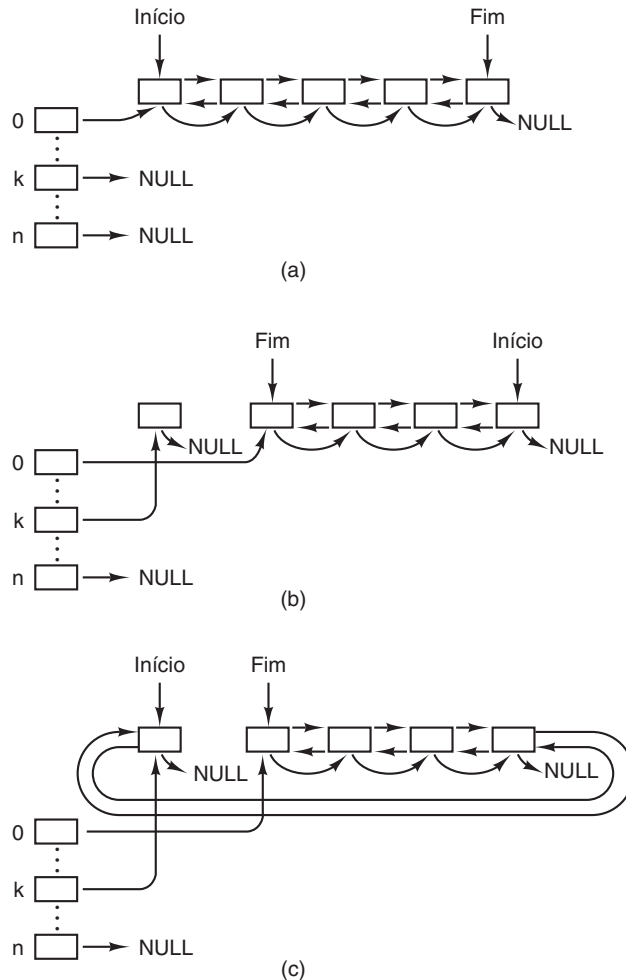 Início Fim
0 NULL
k NULL
n NULL
(a)
Fim Início
0 NULL NULL
k
n NULL
(b)
Início Fim
NULL NULL
0
k
n NULL
(c)